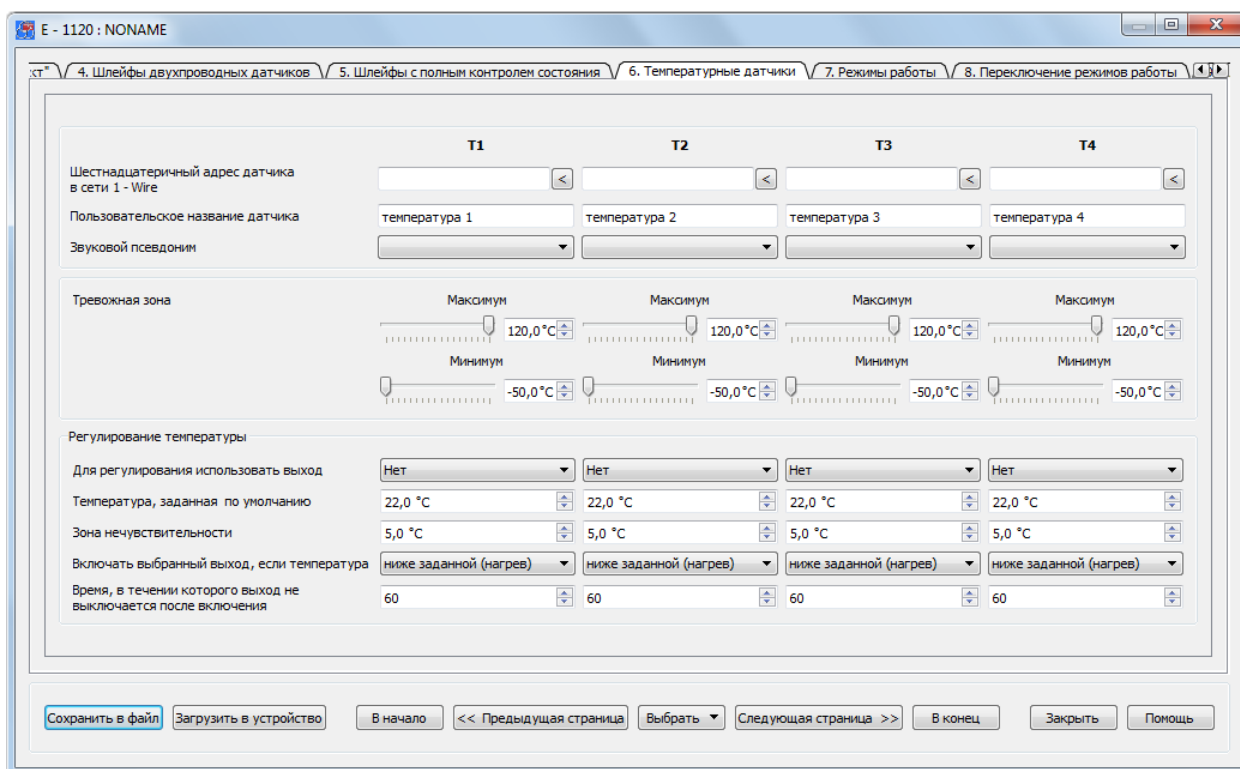 E - 1120 : NONAME
:ст" 4. Шлейфы двухпроводных датчиков 5. Шлейфы с полным контролем состояния 6. Температурные датчики 7. Режимы работы 8. Переключение режимов работы
T1 T2 T3 T4
Шестнадцатеричный адрес датчика
в сети 1 - Wire < < < <
Пользовательское название датчика температура 1 температура 2 температура 3 температура 4
Звуковой псевдоним
Тревожная зона Максимум Максимум Максимум Максимум
120,0°C 120,0°C 120,0°C 120,0°C
Минимум Минимум Минимум Минимум
-50,0°C -50,0°C -50,0°C -50,0°C
Регулирование температуры
Для регулирования использовать выход Нет Нет Нет Нет
Температура, заданная по умолчанию 22,0 °C 22,0 °C 22,0 °C 22,0 °C
Зона нечувствительности 5,0 °C 5,0 °C 5,0 °C 5,0 °C
Включать выбранный выход, если температура ниже заданной (нагрев) ниже заданной (нагрев) ниже заданной (нагрев) ниже заданной (нагрев)
Время, в течении которого выход не
выключается после включения 60 60 60 60
Сохранить в файл Загрузить в устройство В начало << Предыдущая страница Выбрать Следующая страница >> В конец Закрыть Помощь